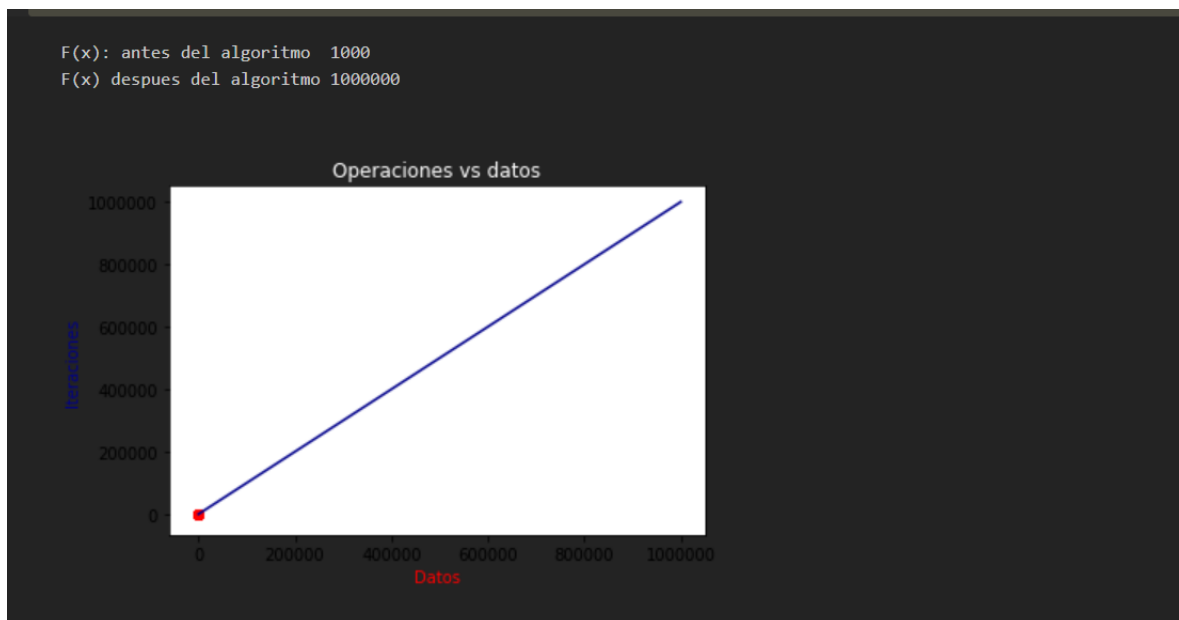 F(x): antes del algoritmo  1000
F(x) despues del algoritmo 1000000
Operaciones vs datos
1000000
800000
600000
400000
200000
0
Iteraciones
0 200000 400000 600000 800000 1000000
Datos